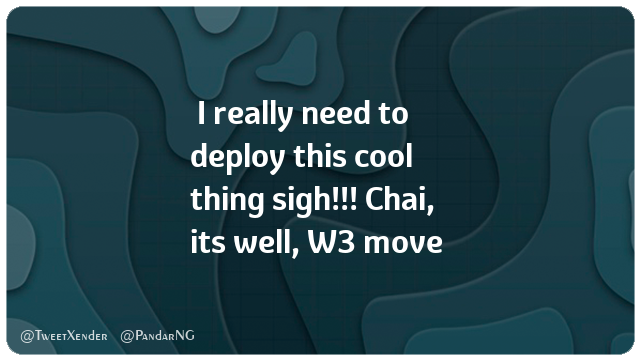 I really need to
deploy this cool
thing sigh!!! Chai,
its well, W3 move
@TweetXender @PandarNG